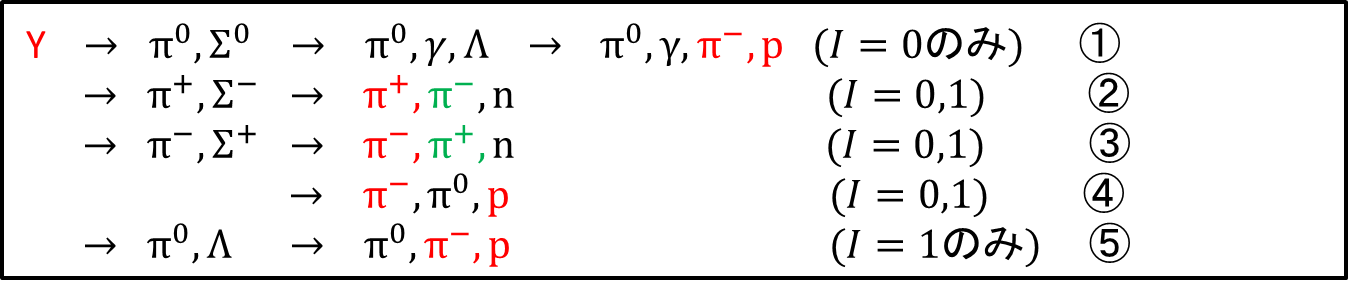 Y → π⁰, Σ⁰ → π⁰, γ, Λ → π⁰, γ, π⁻, p (I = 0のみ) ①
→ π⁺, Σ⁻ → π⁺, π⁻, n (I = 0,1) ②
→ π⁻, Σ⁺ → π⁻, π⁺, n (I = 0,1) ③
→ π⁻, π⁰, p (I = 0,1) ④
→ π⁰, Λ → π⁰, π⁻, p (I = 1のみ) ⑤